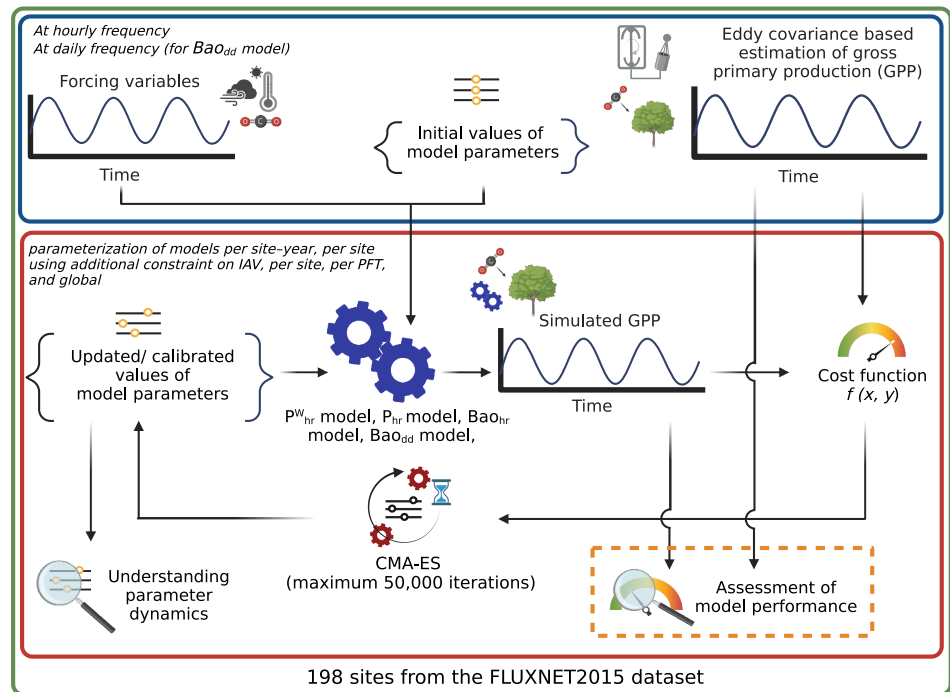 At hourly frequency
At daily frequency (for Bao_dd model)
Forcing variables
Time
Initial values of
model parameters
Eddy covariance based
estimation of gross
primary production (GPP)
Time
parameterization of models per site–year, per site
using additional constraint on IAV, per site, per PFT,
and global
Updated/ calibrated
values of
model parameters
P^W_hr model, P_hr model, Bao_hr
model, Bao_dd model,
Simulated GPP
Time
Cost function
f (x, y)
CMA-ES
(maximum 50,000 iterations)
Understanding
parameter
dynamics
Assessment of
model performance
198 sites from the FLUXNET2015 dataset